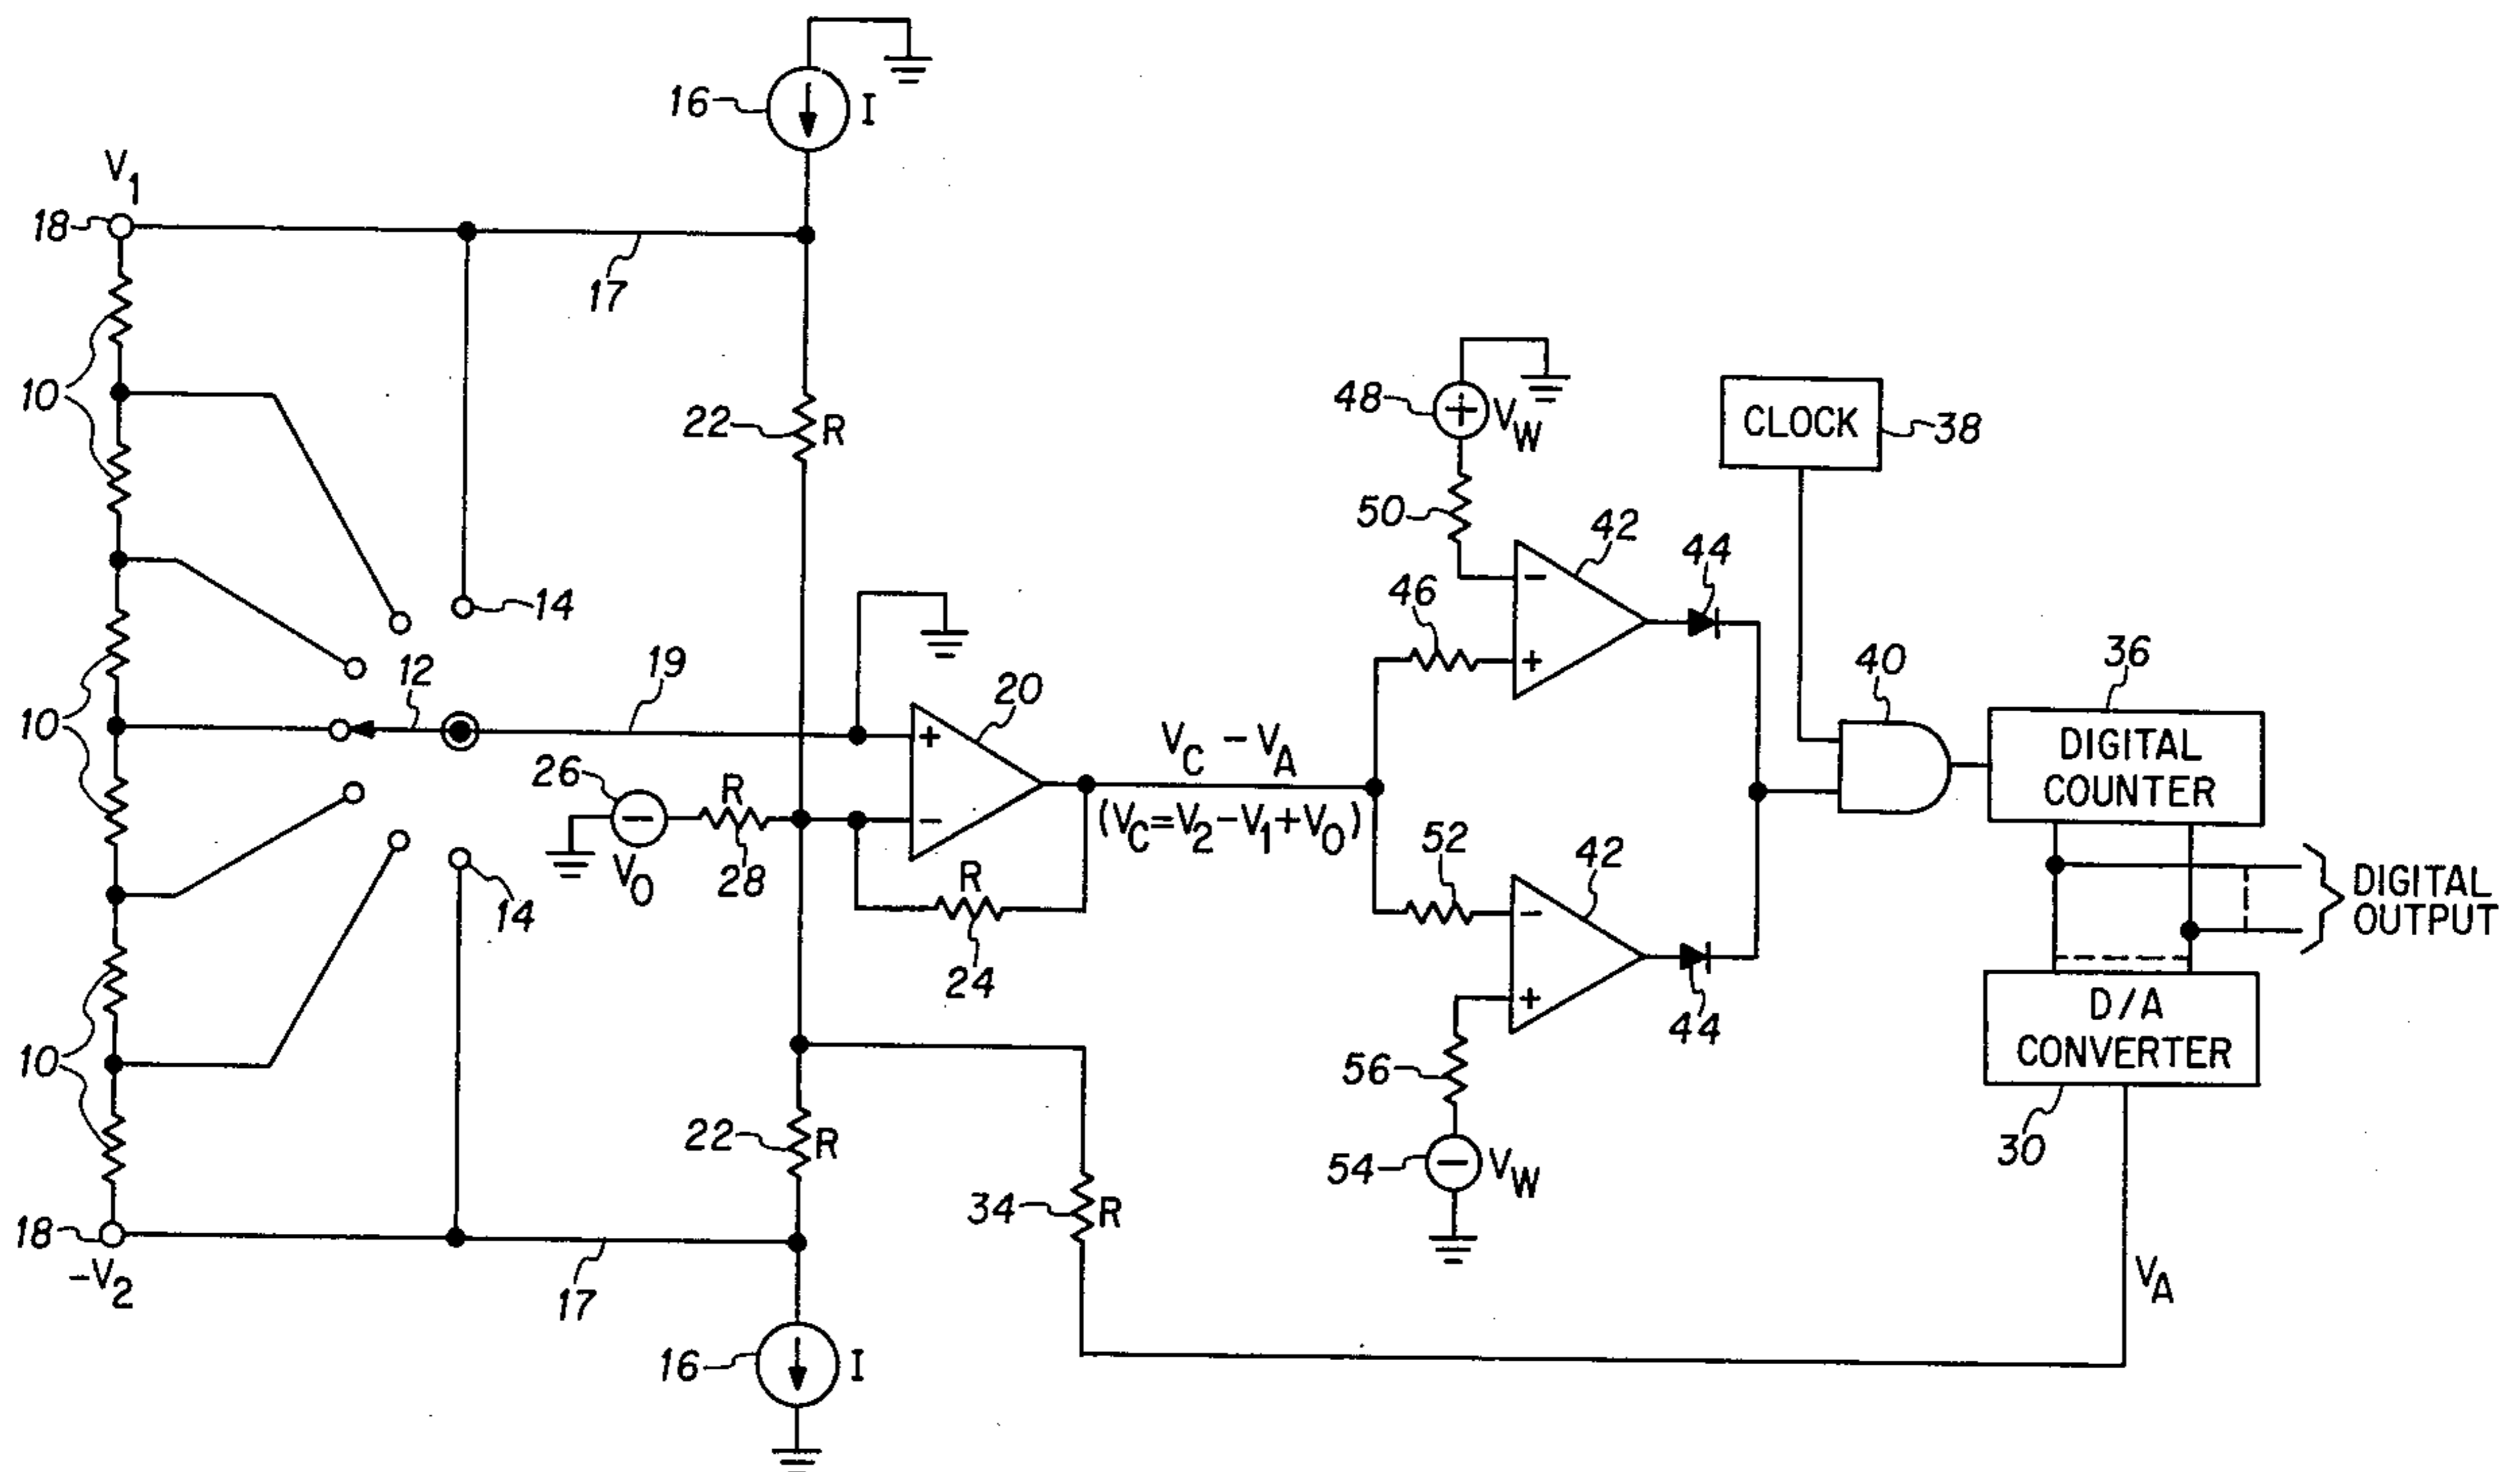 16
I
V1
18
17
10
22
R
48
VW
CLOCK
38
50
42
44
46
14
12
19
20
40
36
26
R
VC - VA
DIGITAL
COUNTER
V0
28
(VC=V2-V1+V0)
R
52
42
14
24
DIGITAL
OUTPUT
10
44
D/A
CONVERTER
56
10
22
R
54
VW
30
34
R
18
-V2
17
VA
16
I